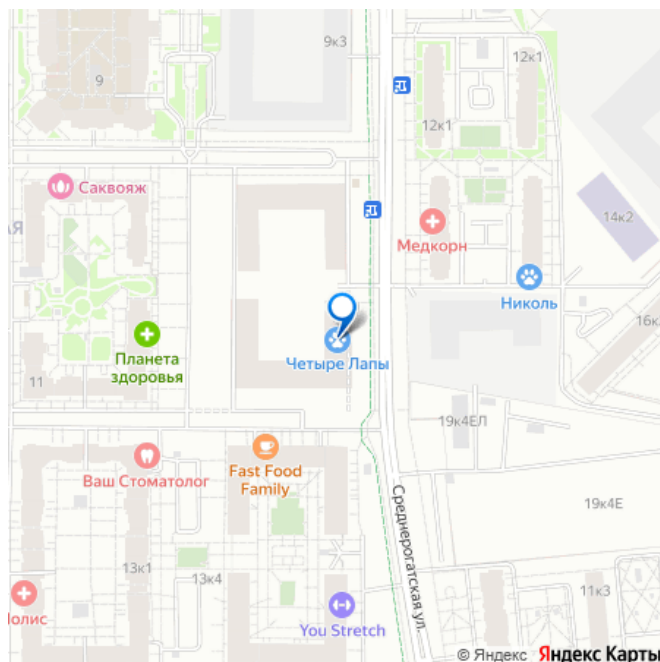 9к3
12к1
9
12к1
Саквояж
АЯ
14к2
Медкорн
Николь
Планета
здоровья
16к
Четыре Лапы
11
19к4ЕЛ
Fast Food
Family
Ваш Стоматолог
Среднерогатская ул.
19к4Е
13к1
13к4
11к3
You Stretch
© Яндекс Яндекс Карты